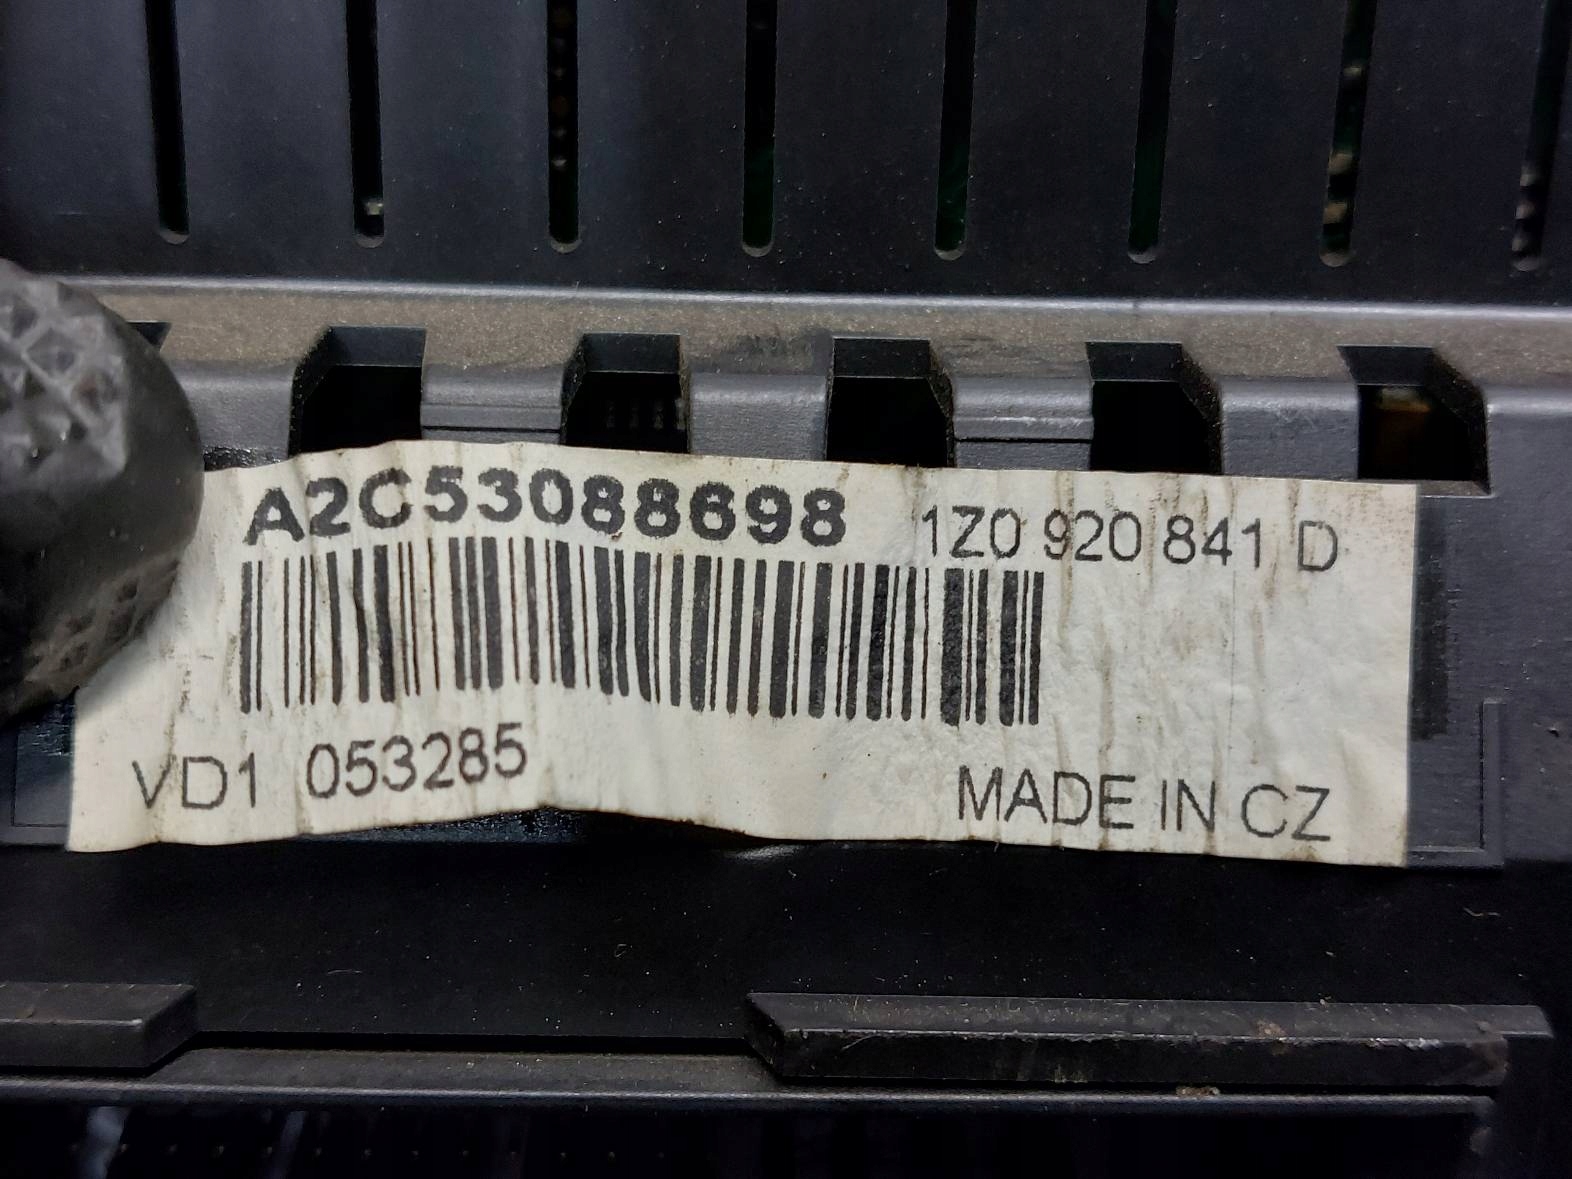 A2C53088698 1Z0 920 841 D
VD1 053285 MADE IN CZ